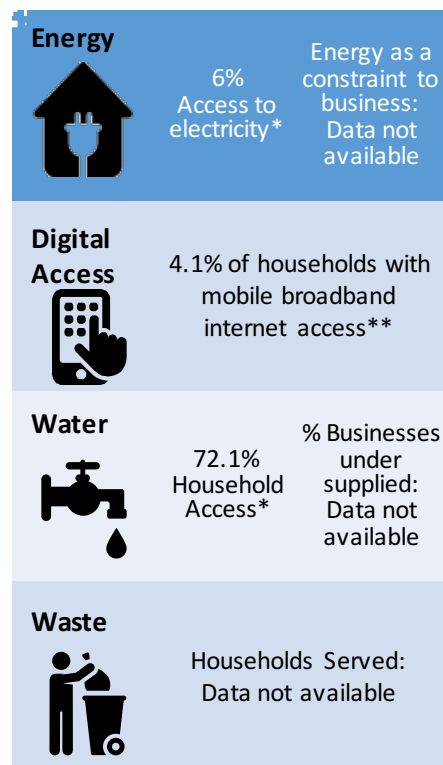 Energy
6%
Access to
electricity*
Energy as a
constraint to
business:
Data not
available
Digital
Access
4.1% of households with
mobile broadband
internet access**
Water
72.1%
Household
Access*
% Businesses
under
supplied:
Data not
available
Waste
Households Served:
Data not available